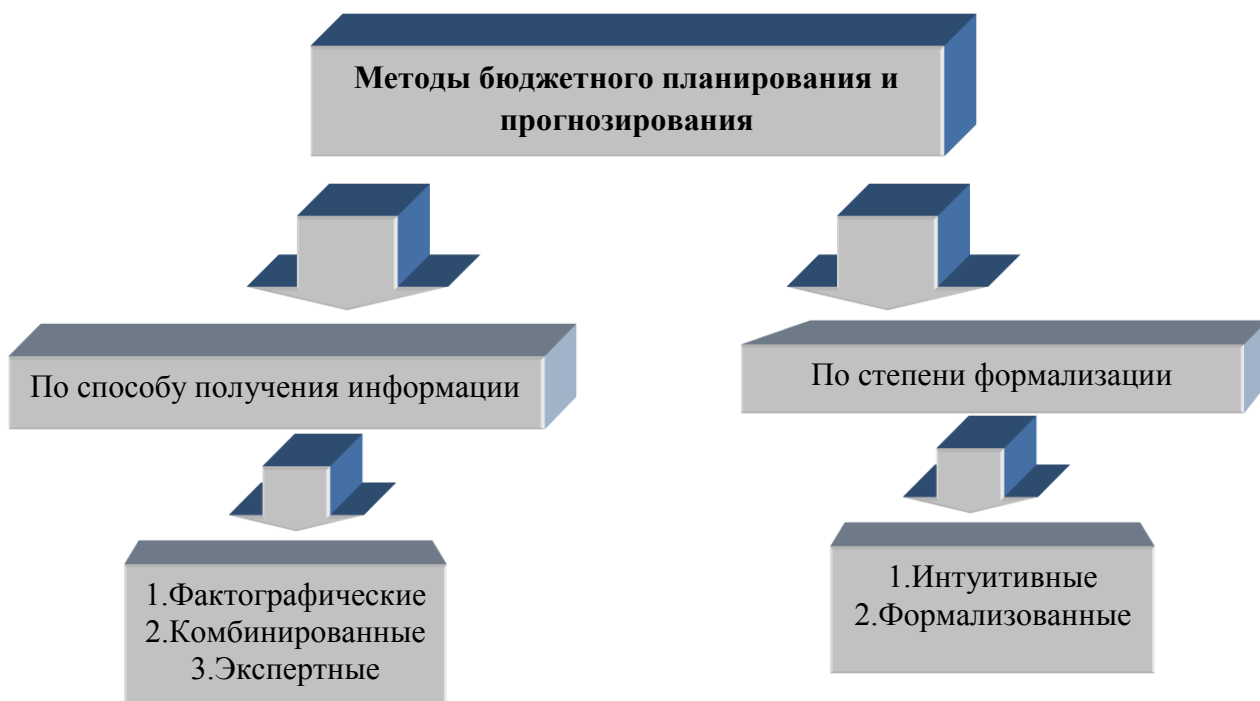 Методы бюджетного планирования и
прогнозирования
По способу получения информации
По степени формализации
1.Фактографические
2.Комбинированные
3.Экспертные
1.Интуитивные
2.Формализованные